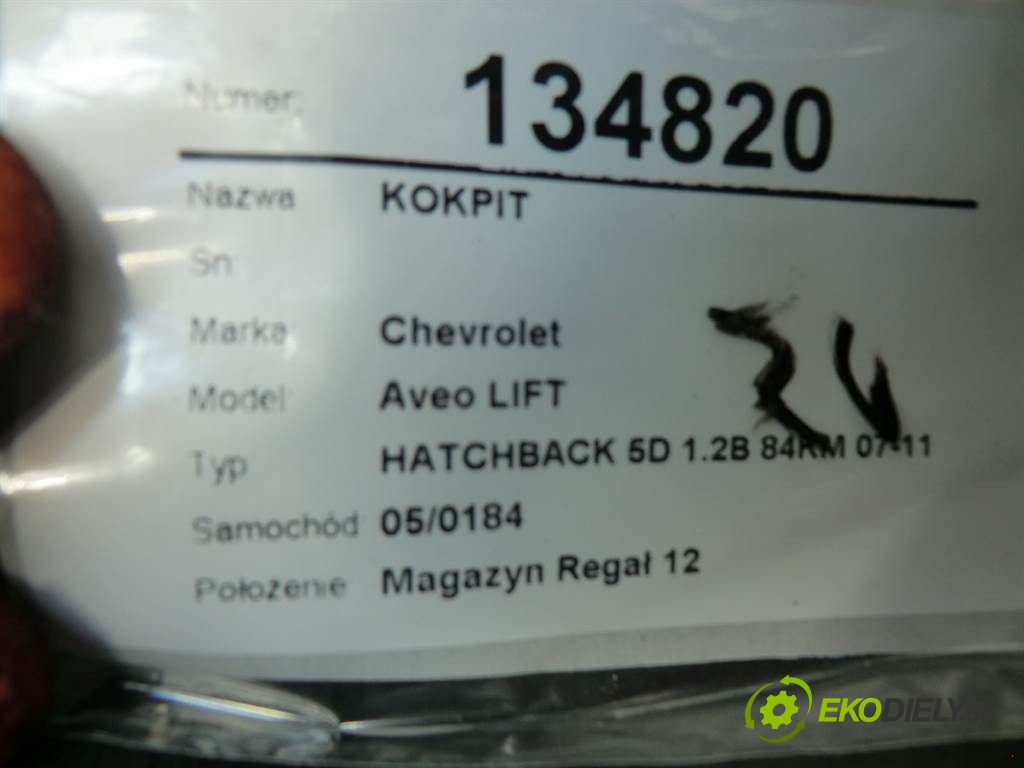 Numer: 134820
Nazwa KOKPIT
Sn
Marka Chevrolet
Model Aveo LIFT
Typ HATCHBACK 5D 1.2B 84KM 07-11
Samochód 05/0184
Położenie Magazyn Regał 12
EKODIELY